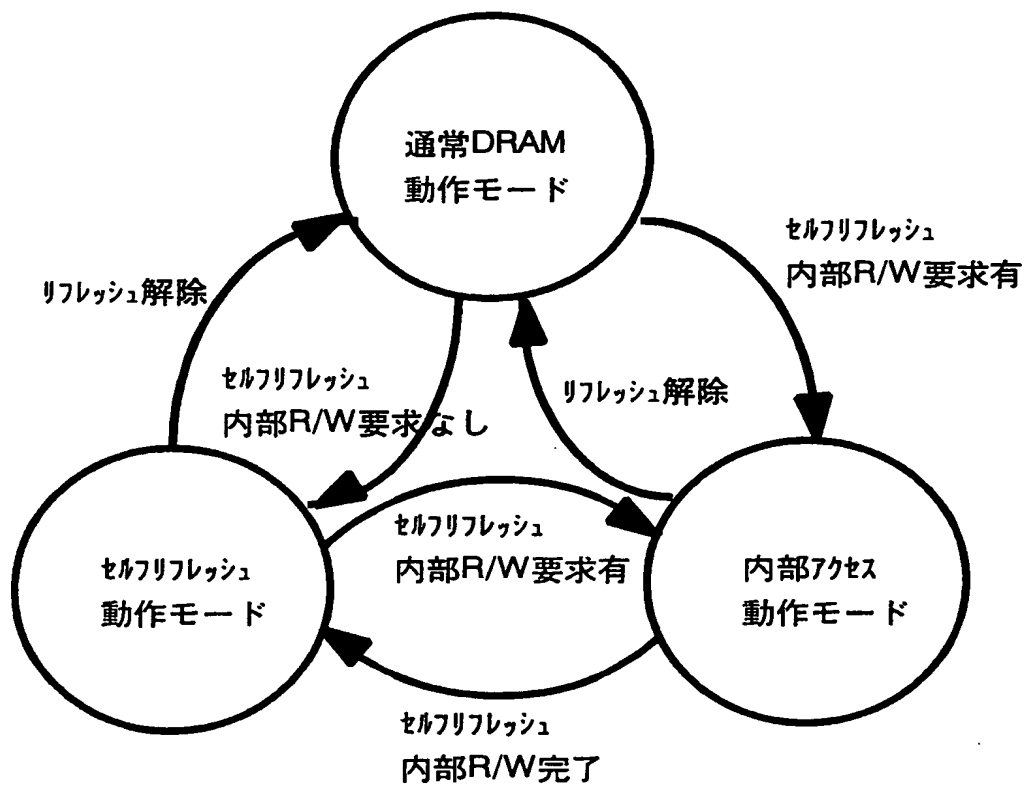 通常DRAM
動作モード
セルフリフレッシュ
内部R/W要求有
リフレッシュ解除
セルフリフレッシュ
内部R/W要求なし
リフレッシュ解除
セルフリフレッシュ
内部R/W要求有
セルフリフレッシュ
動作モード
内部アクセス
動作モード
セルフリフレッシュ
内部R/W完了